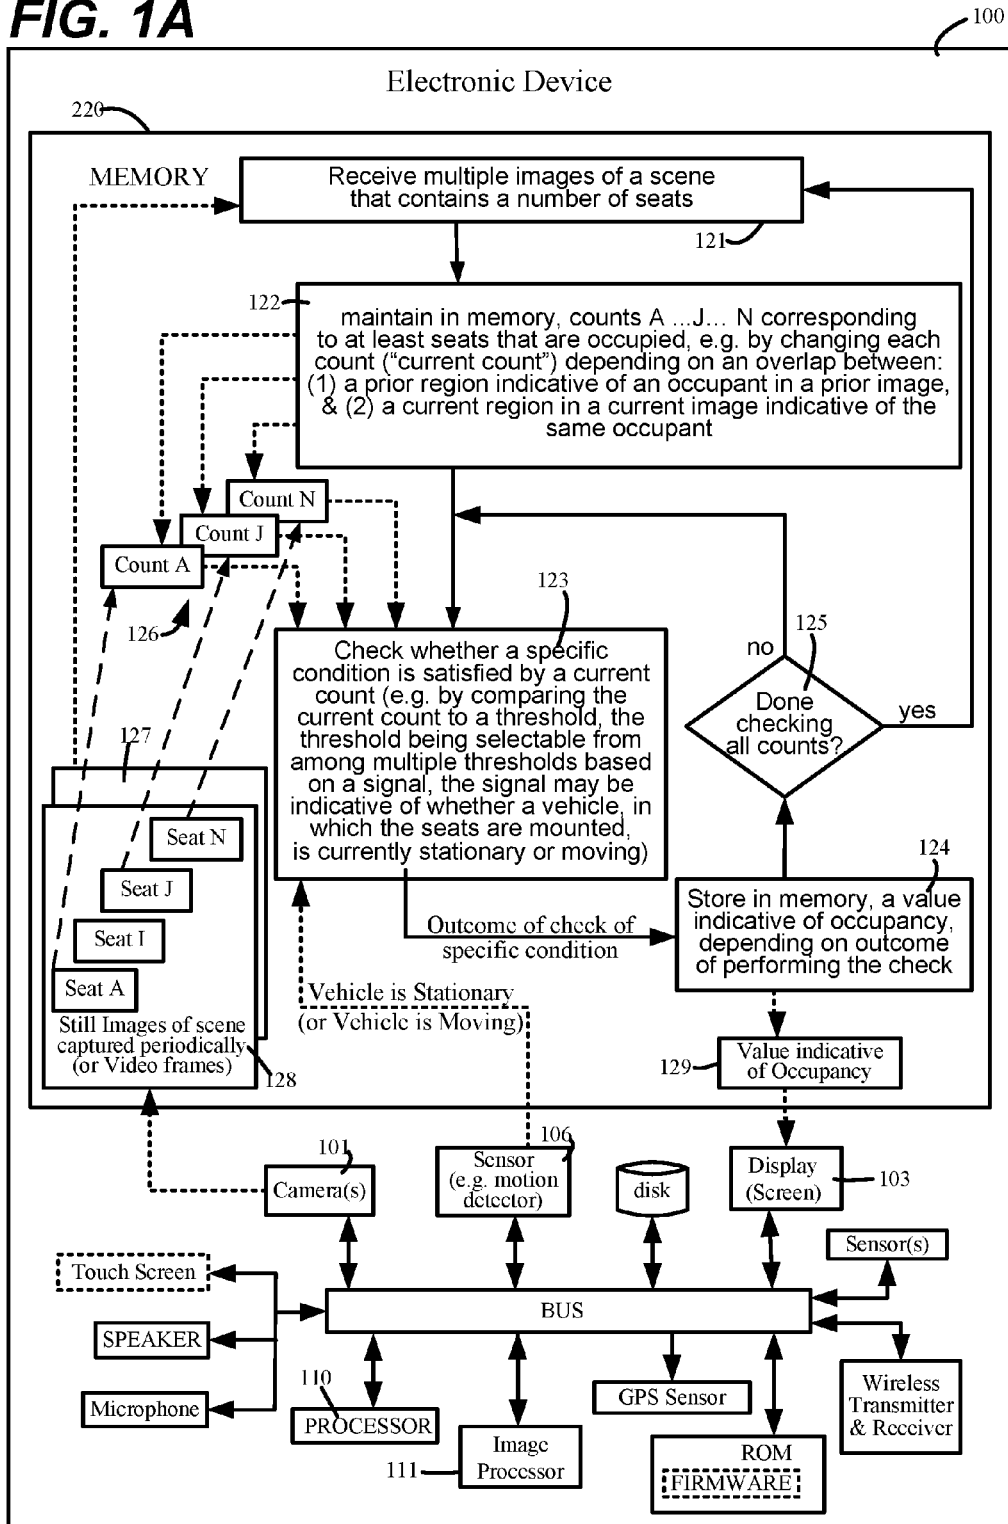 FIG. 1A
100
Electronic Device
220
MEMORY
Receive multiple images of a scene
that contains a number of seats
121
122
maintain in memory, counts A ...J... N corresponding
to at least seats that are occupied, e.g. by changing each
count (“current count”) depending on an overlap between:
(1) a prior region indicative of an occupant in a prior image,
& (2) a current region in a current image indicative of the
same occupant
Count N
Count J
Count A
126
123
Check whether a specific
condition is satisfied by a current
count (e.g. by comparing the
current count to a threshold, the
threshold being selectable from
among multiple thresholds based
on a signal, the signal may be
indicative of whether a vehicle, in
which the seats are mounted,
is currently stationary or moving)
125
no
Done
checking
all counts?
yes
127
Seat N
Seat J
Seat I
Seat A
Still Images of scene
captured periodically
(or Video frames)
128
124
Store in memory, a value
indicative of occupancy,
depending on outcome
of performing the check
Outcome of check of
specific condition
Vehicle is Stationary
(or Vehicle is Moving)
129
Value indicative
of Occupancy
101
Camera(s)
106
Sensor
(e.g. motion
detector)
disk
Display
(Screen)
103
Sensor(s)
Touch Screen
BUS
SPEAKER
Microphone
110
PROCESSOR
111
Image
Processor
GPS Sensor
ROM
FIRMWARE
Wireless
Transmitter
& Receiver